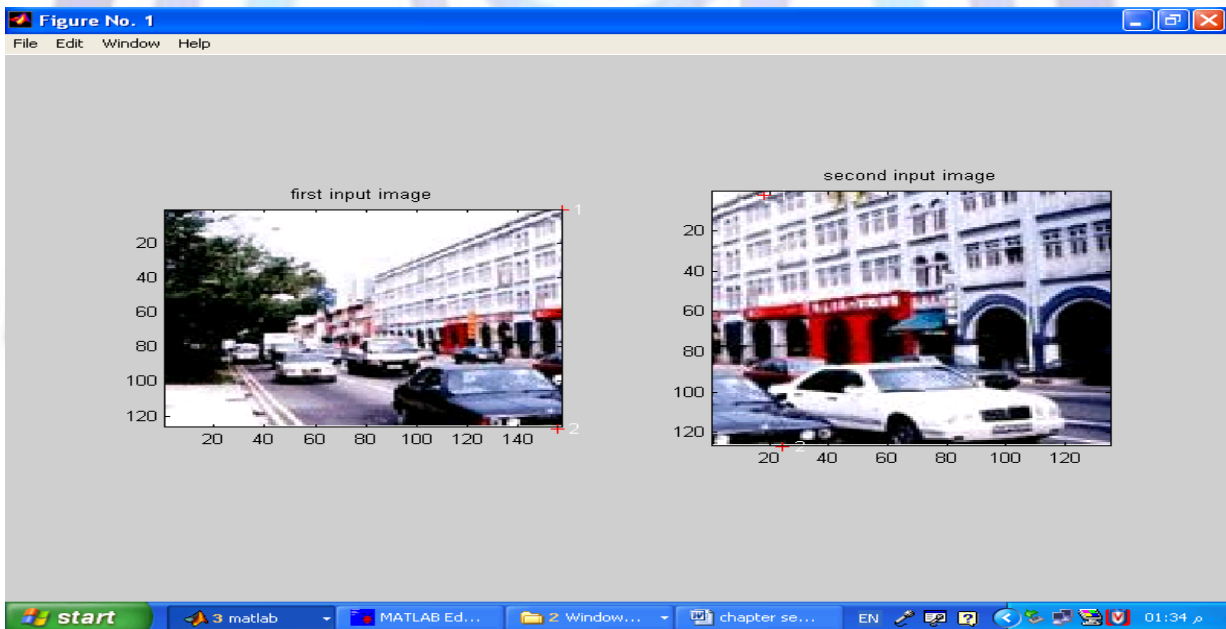 Figure No. 1
File Edit Window Help
first input image
second input image
20
40
60
80
100
120
20 40 60 80 100 120 140
1
2
20
40
60
80
100
120
20 40 60 80 100 120
2
start
3 matlab
MATLAB Ed...
2 Window...
chapter se...
EN
01:34 م